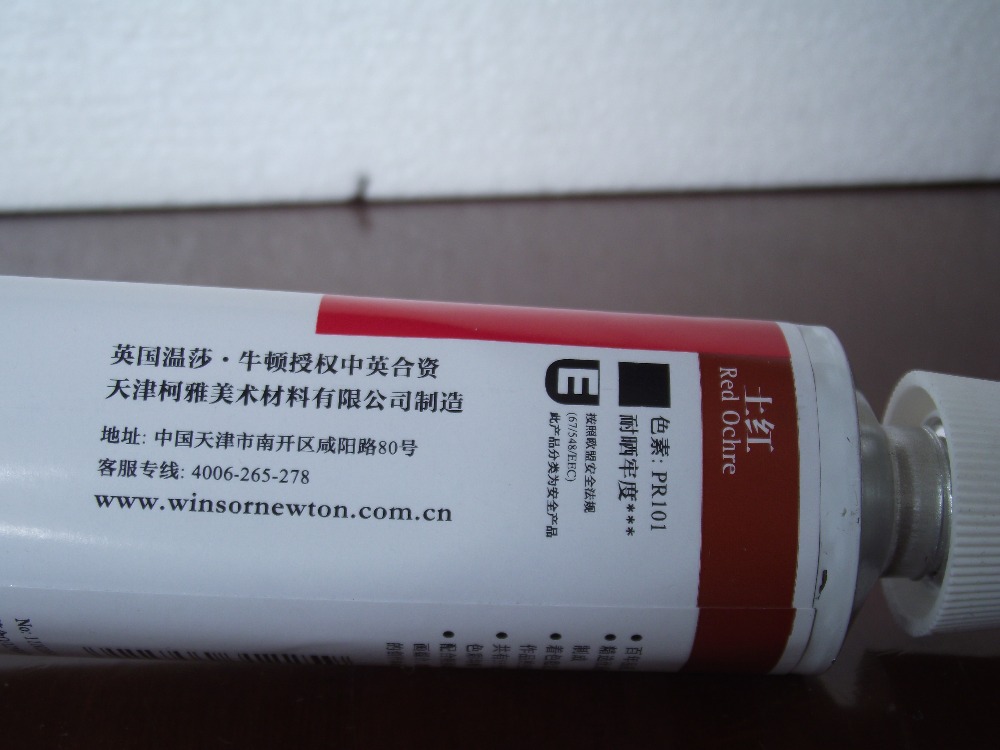 英国温莎·牛顿授权中英合资
天津柯雅美术材料有限公司制造
地址: 中国天津市南开区咸阳路80号
客服专线: 4006-265-278
www.winsornewton.com.cn
土红
Red Ochre
色素: PR101
耐晒牢度***
E
按照欧盟安全法规
(67/548/EEC)
此产品分类为安全产品